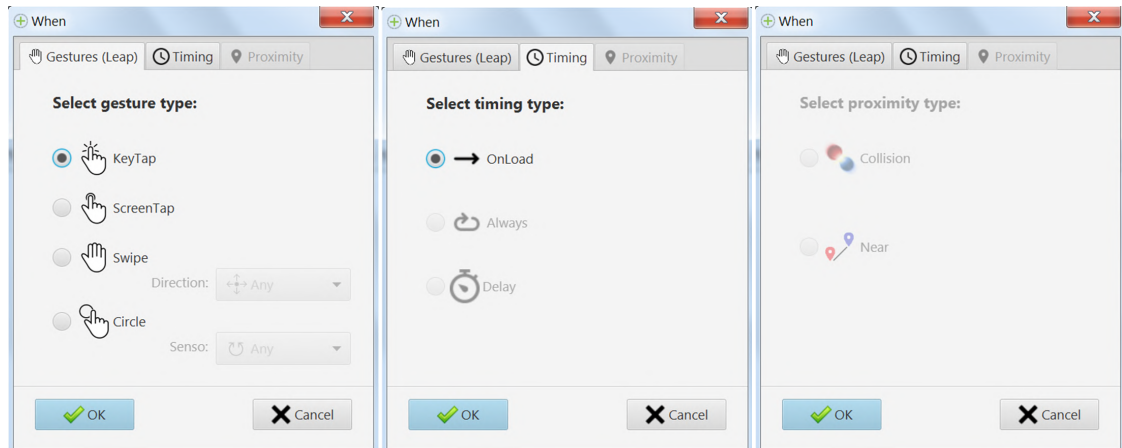 When
Gestures (Leap) Timing Proximity
Select gesture type:
KeyTap
ScreenTap
Swipe
Direction: Any
Circle
Senso: Any
OK Cancel
When
Gestures (Leap) Timing Proximity
Select timing type:
OnLoad
Always
Delay
OK Cancel
When
Gestures (Leap) Timing Proximity
Select proximity type:
Collision
Near
OK Cancel